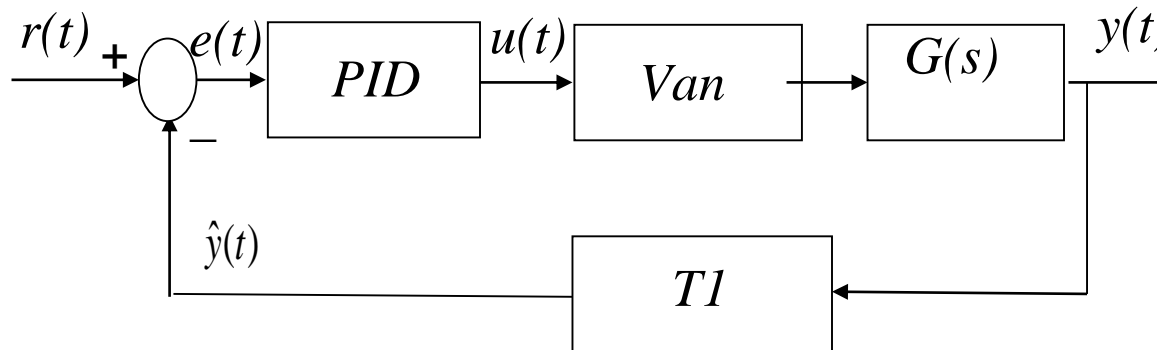 r(t)
+
e(t)
PID
u(t)
Van
G(s)
y(t)
−
ŷ(t)
T1